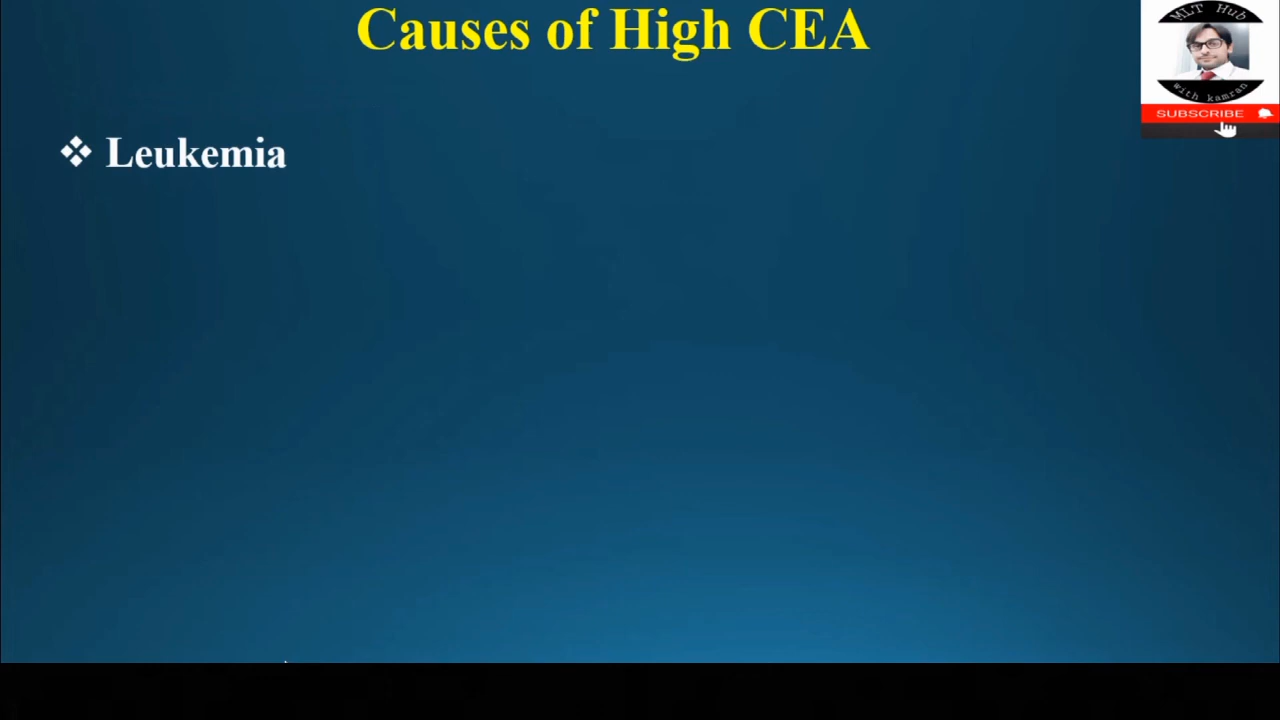 Causes of High CEA
MLT Hub
with kamran
SUBSCRIBE
❖ Leukemia